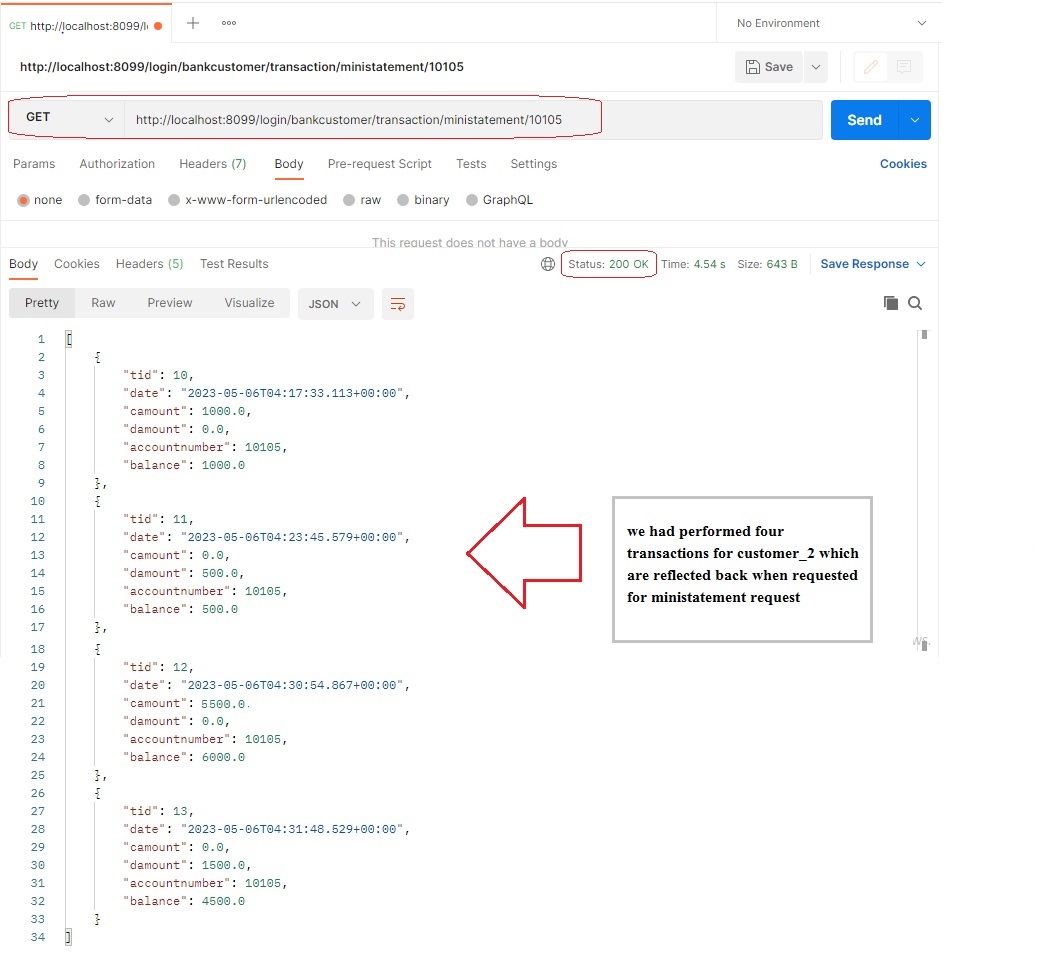 GET http://localhost:8099/l
No Environment
http://localhost:8099/login/bankcustomer/transaction/ministatement/10105
Save
GET
http://localhost:8099/login/bankcustomer/transaction/ministatement/10105
Send
Params Authorization Headers (7) Body Pre-request Script Tests Settings Cookies
none form-data x-www-form-urlencoded raw binary GraphQL
This request does not have a body
Body Cookies Headers (5) Test Results Status: 200 OK Time: 4.54 s Size: 643 B Save Response
Pretty Raw Preview Visualize JSON
1 [
2 {
3 "tid": 10,
4 "date": "2023-05-06T04:17:33.113+00:00",
5 "camount": 1000.0,
6 "damount": 0.0,
7 "accountnumber": 10105,
8 "balance": 1000.0
9 },
10 {
11 "tid": 11,
12 "date": "2023-05-06T04:23:45.579+00:00",
13 "camount": 0.0,
14 "damount": 500.0,
15 "accountnumber": 10105,
16 "balance": 500.0
17 },
18 {
19 "tid": 12,
20 "date": "2023-05-06T04:30:54.867+00:00",
21 "camount": 5500.0.
22 "damount": 0.0,
23 "accountnumber": 10105,
24 "balance": 6000.0
25 },
26 {
27 "tid": 13,
28 "date": "2023-05-06T04:31:48.529+00:00",
29 "camount": 0.0,
30 "damount": 1500.0,
31 "accountnumber": 10105,
32 "balance": 4500.0
33 }
34 ]
we had performed four
transactions for customer_2 which
are reflected back when requested
for ministatement request